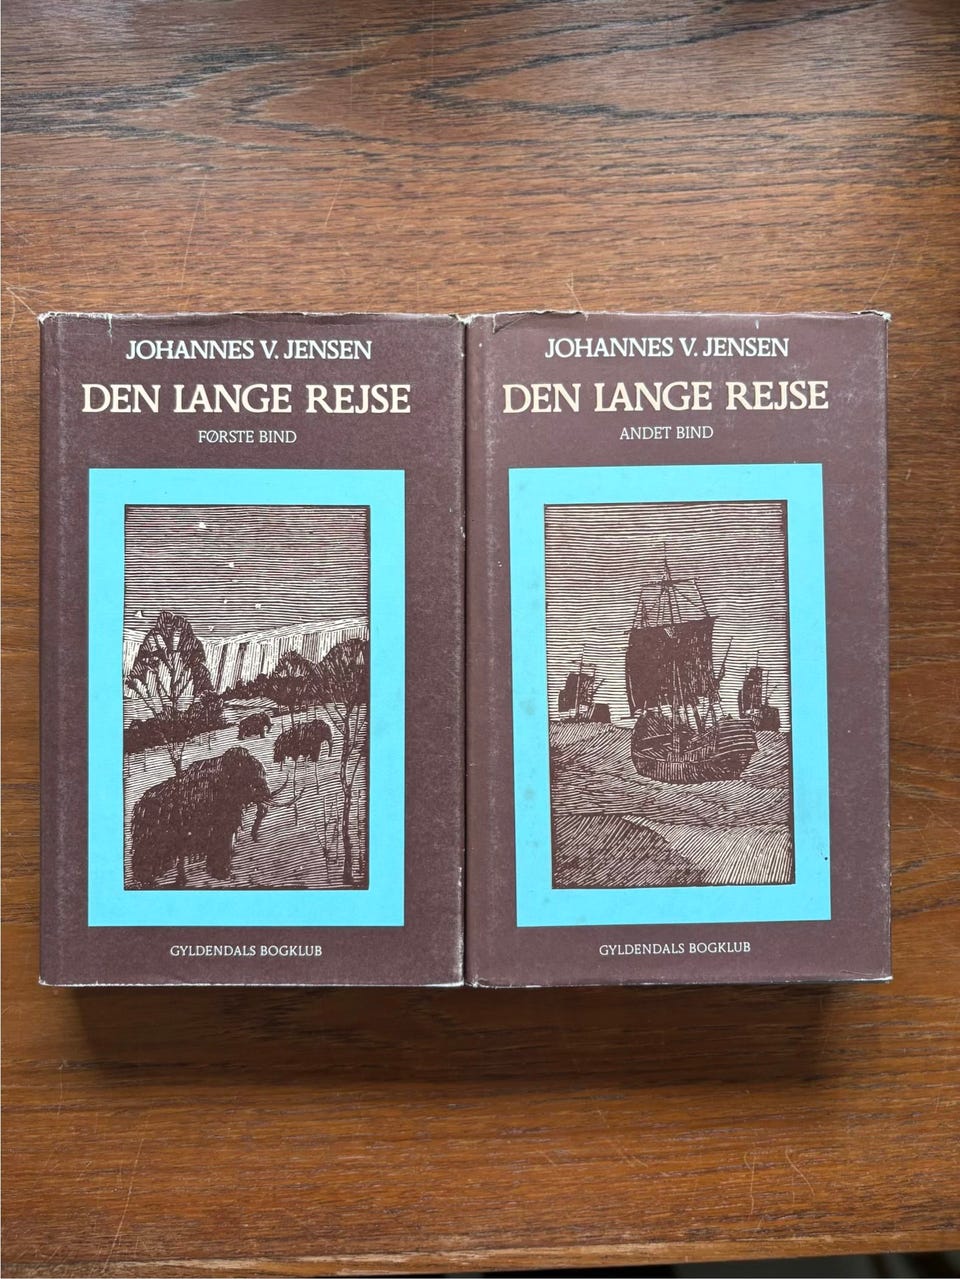 JOHANNES V. JENSEN
DEN LANGE REJSE
FØRSTE BIND
GYLDENDALS BOGKLUB
JOHANNES V. JENSEN
DEN LANGE REJSE
ANDET BIND
GYLDENDALS BOGKLUB